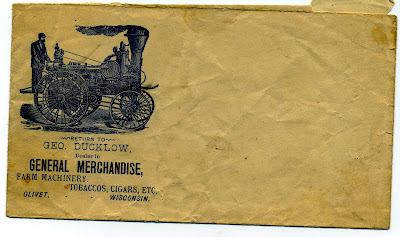 RETURN TO
GEO. DUCKLOW,
Dealer in
GENERAL MERCHANDISE,
FARM MACHINERY.
TOBACCOS, CIGARS, ETC.
OLIVET, WISCONSIN.